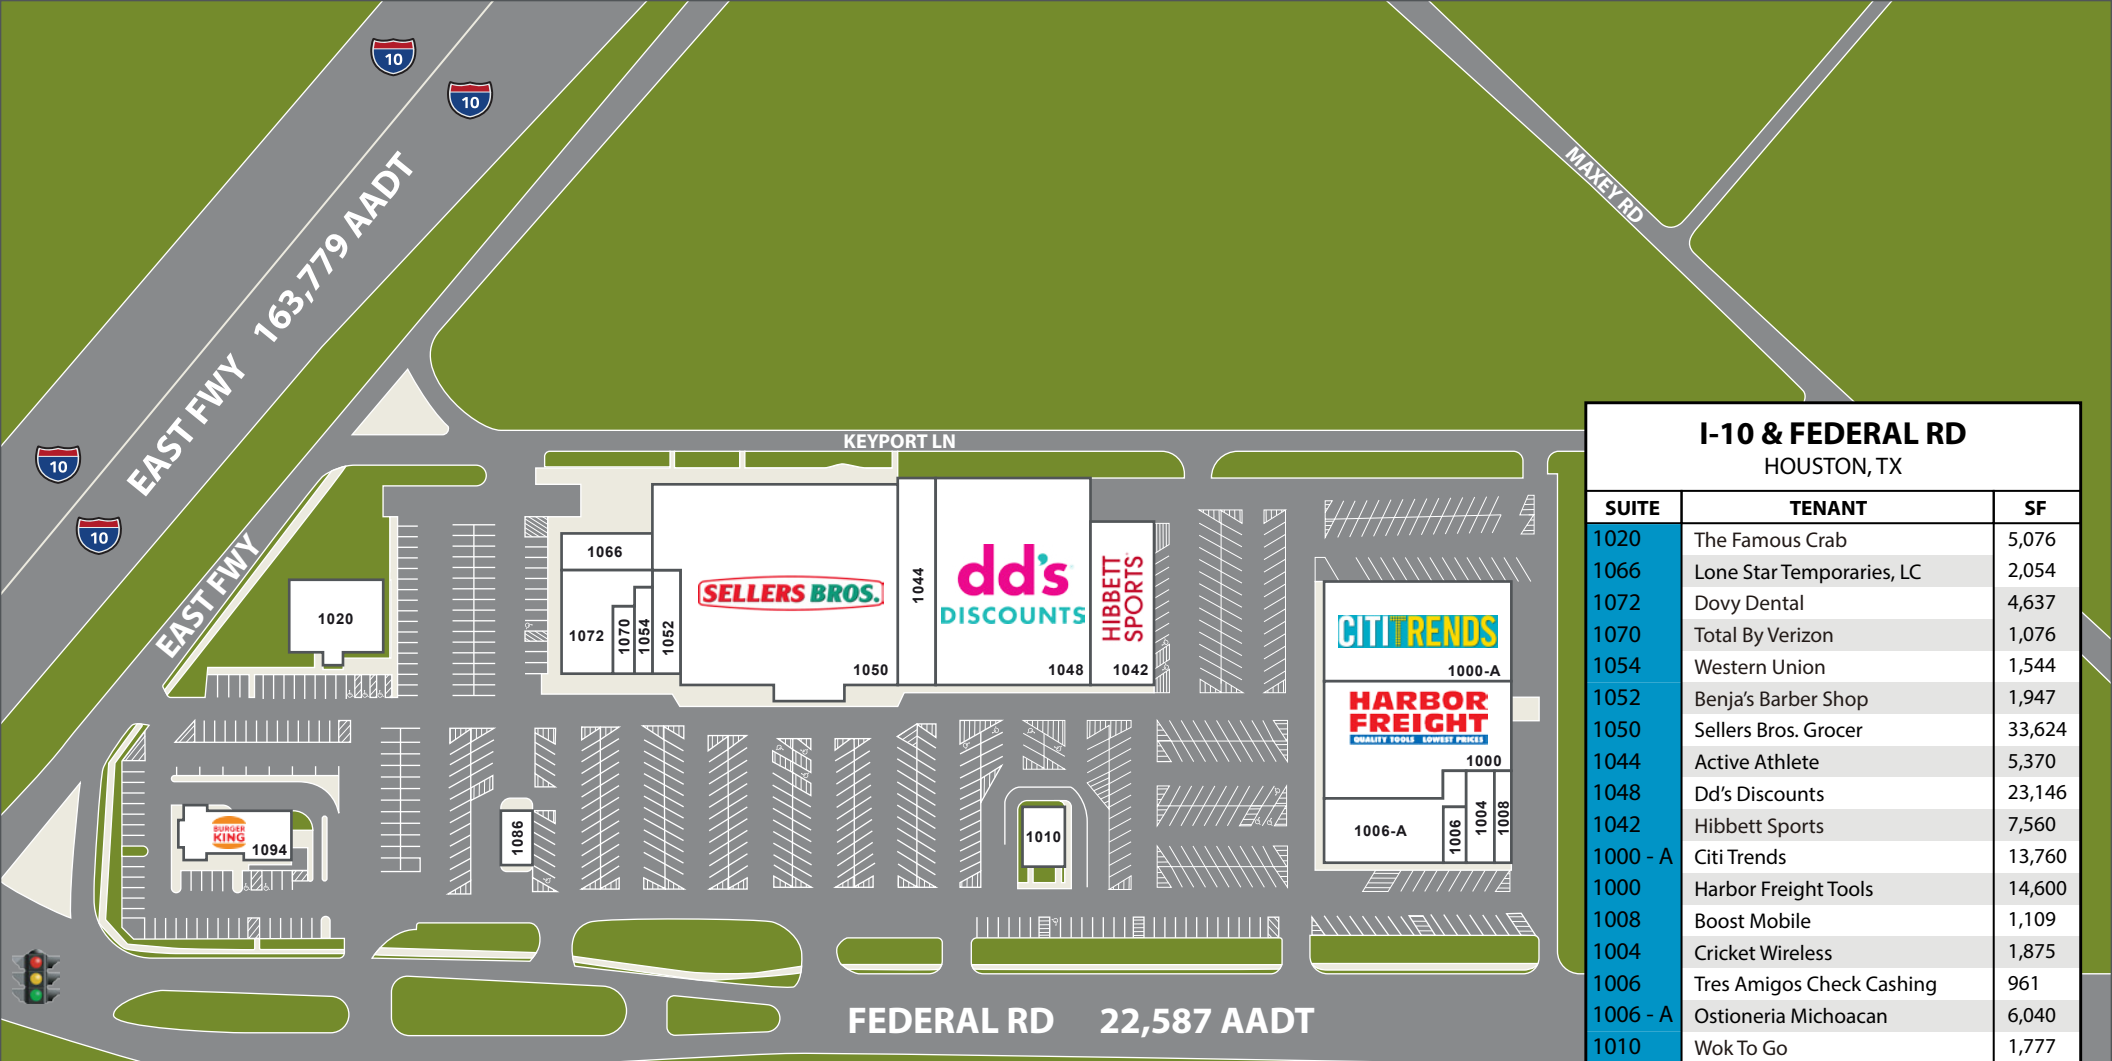 10
10
163,779 AADT
EAST FWY
10
10
EAST FWY
MAXEY RD
KEYPORT LN
1020
1066
1072
1070
1054
1052
SELLERS BROS.
1050
1044
dd's
DISCOUNTS
1048
HIBBETT
SPORTS
1042
CITITRENDS
1000-A
HARBOR
FREIGHT
QUALITY TOOLS LOWEST PRICES
1000
1006-A
1006
1004
1008
BURGER
KING
1094
1086
1010
FEDERAL RD 22,587 AADT
I-10 & FEDERAL RD
HOUSTON, TX
SUITE TENANT SF
1020 The Famous Crab 5,076
1066 Lone Star Temporaries, LC 2,054
1072 Dovy Dental 4,637
1070 Total By Verizon 1,076
1054 Western Union 1,544
1052 Benja's Barber Shop 1,947
1050 Sellers Bros. Grocer 33,624
1044 Active Athlete 5,370
1048 Dd's Discounts 23,146
1042 Hibbett Sports 7,560
1000 - A Citi Trends 13,760
1000 Harbor Freight Tools 14,600
1008 Boost Mobile 1,109
1004 Cricket Wireless 1,875
1006 Tres Amigos Check Cashing 961
1006 - A Ostioneria Michoacan 6,040
1010 Wok To Go 1,777